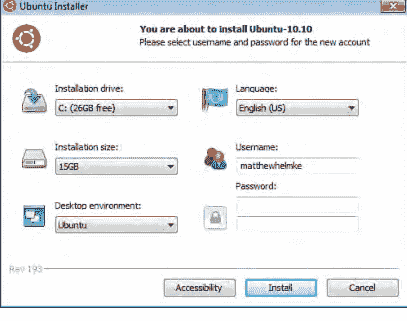 Ubuntu Installer
You are about to install Ubuntu-10.10
Please select username and password for the new account
Installation drive:
C: (26GB free)
Language:
English (US)
Installation size:
15GB
Username:
matthewhelmke
Password:
Desktop environment:
Ubuntu
Rev 193
Accessibility
Install
Cancel